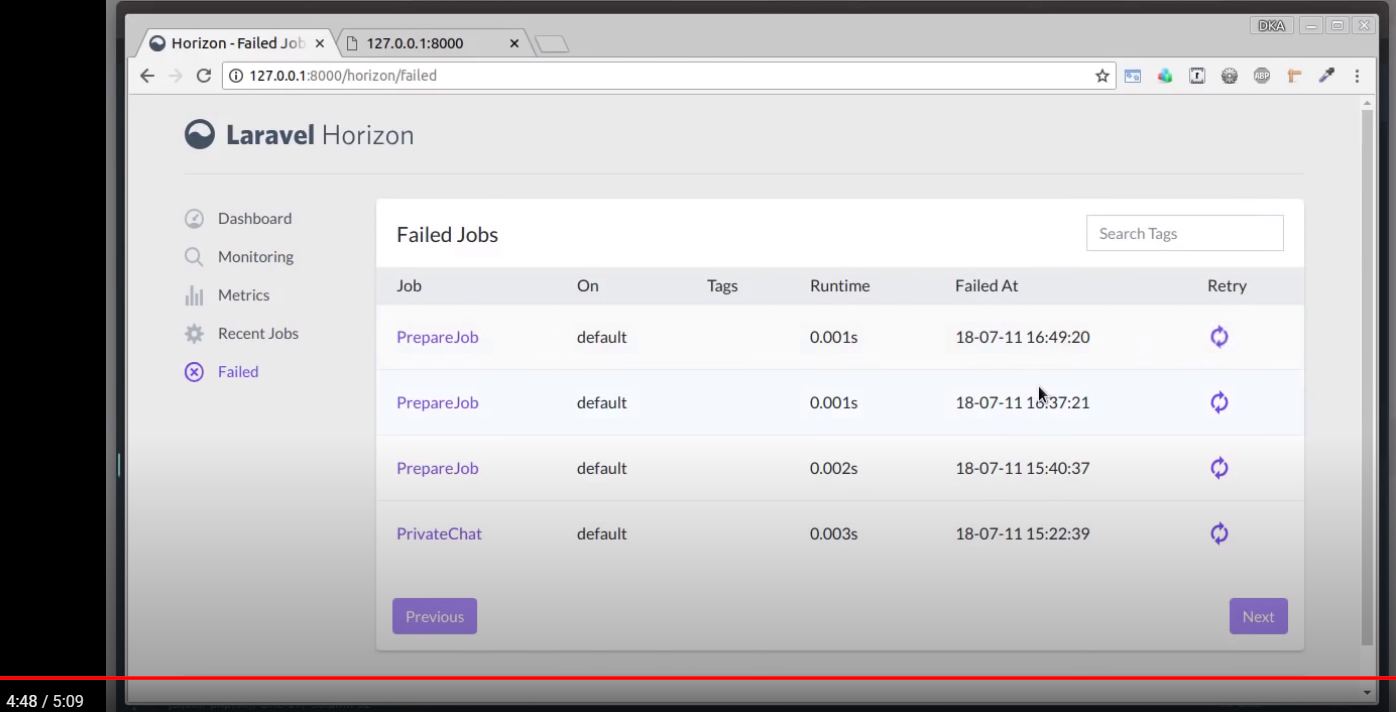 DKA
Horizon - Failed Job
127.0.0.1:8000
127.0.0.1:8000/horizon/failed
ABP
Laravel Horizon
Dashboard
Monitoring
Metrics
Recent Jobs
Failed
Failed Jobs
Search Tags
Job On Tags Runtime Failed At Retry
PrepareJob default 0.001s 18-07-11 16:49:20
PrepareJob default 0.001s 18-07-11 16:37:21
PrepareJob default 0.002s 18-07-11 15:40:37
PrivateChat default 0.003s 18-07-11 15:22:39
Previous
Next
4:48 / 5:09